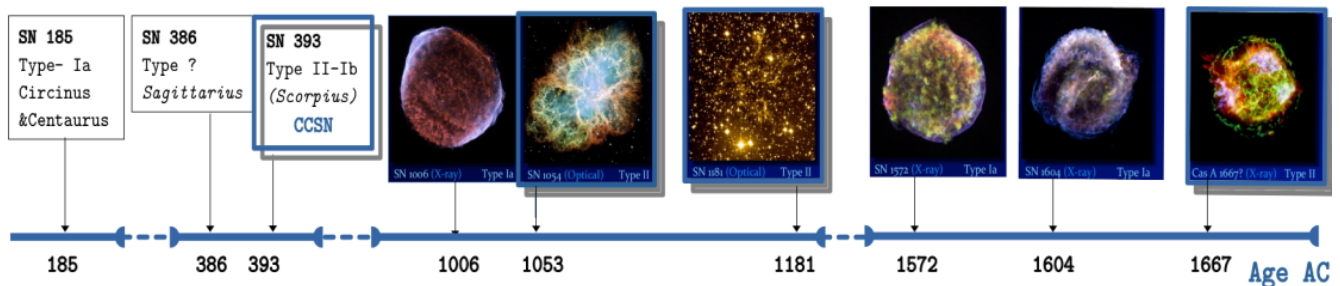 SN 185
Type- Ia
Circinus
&Centaurus
SN 386
Type ?
Sagittarius
SN 393
Type II-Ib
(Scorpius)
CCSN
SN 1006 (X-ray) Type Ia
SN 1054 (Optical) Type II
SN 1181 (Optical) Type II
SN 1572 (X-ray) Type Ia
SN 1604 (X-ray) Type Ia
Cas A 1667? (X-ray) Type II
185
386
393
1006
1053
1181
1572
1604
1667
Age AC